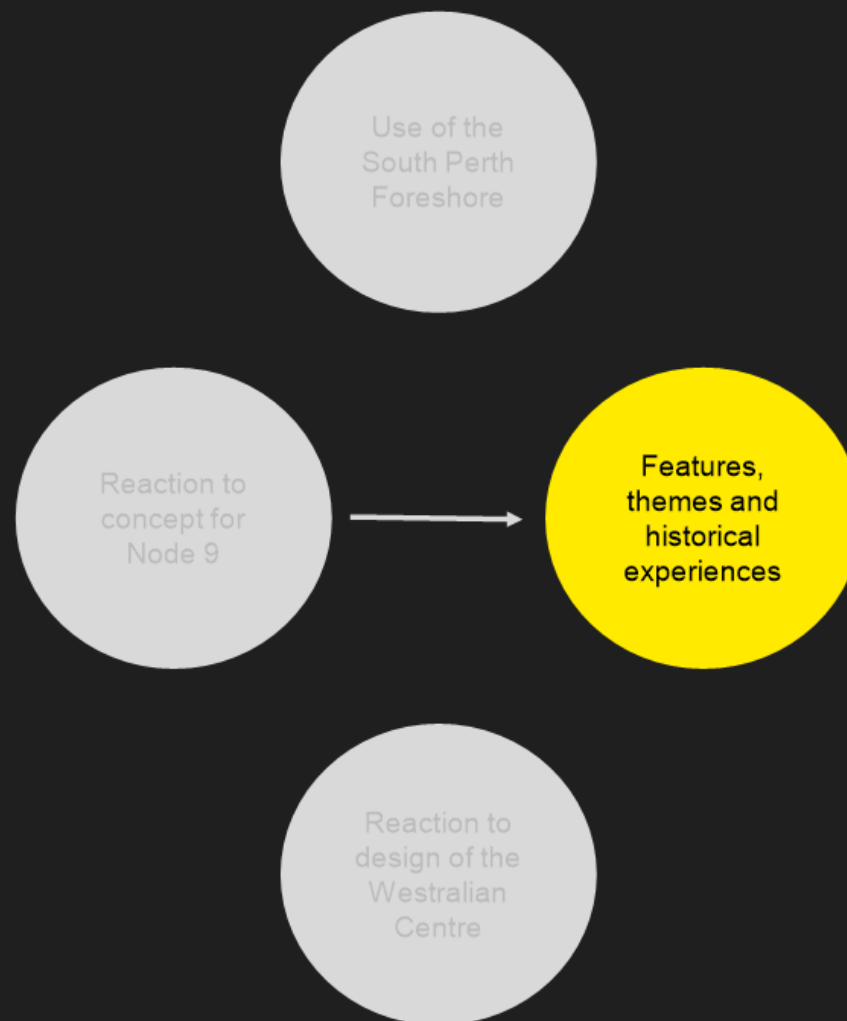 Use of the
South Perth
Foreshore
Reaction to
concept for
Node 9
Features,
themes and
historical
experiences
Reaction to
design of the
Westralian
Centre